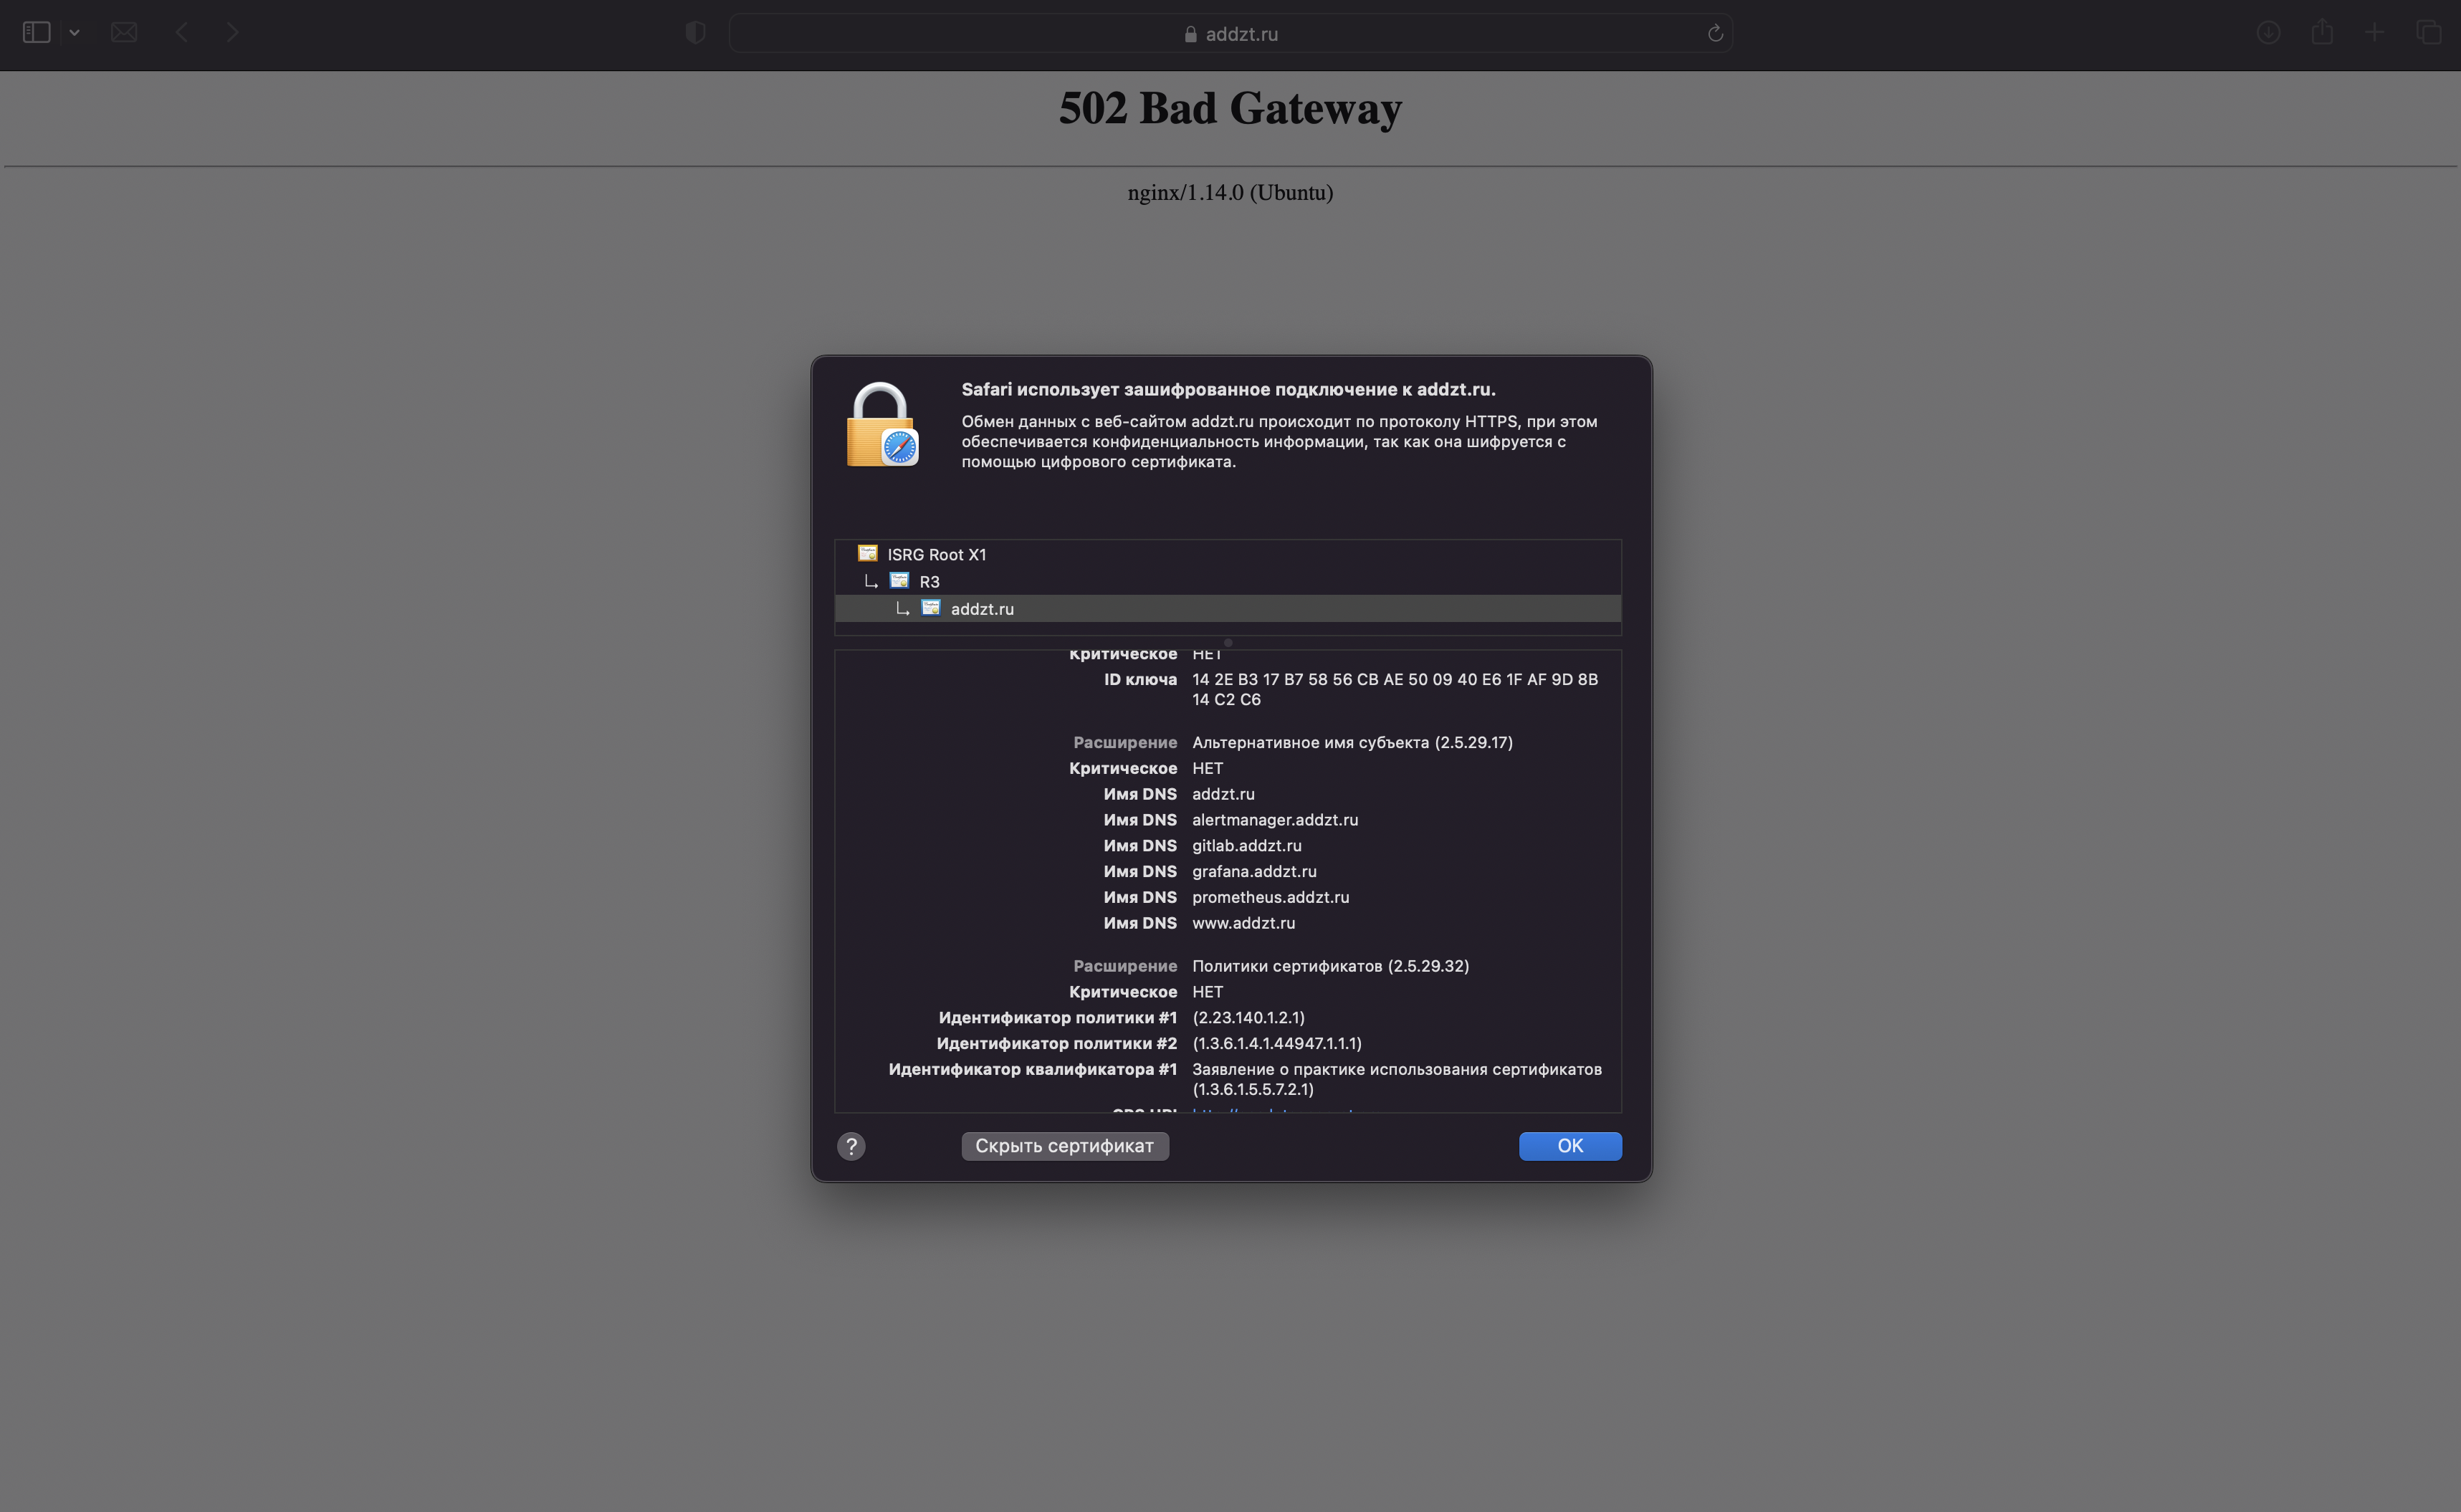 addzt.ru
502 Bad Gateway
nginx/1.14.0 (Ubuntu)
Safari использует зашифрованное подключение к addzt.ru.
Обмен данных с веб-сайтом addzt.ru происходит по протоколу HTTPS, при этом
обеспечивается конфиденциальность информации, так как она шифруется с
помощью цифрового сертификата.
ISRG Root X1
R3
addzt.ru
Критическое НЕТ
ID ключа 14 2E B3 17 B7 58 56 CB AE 50 09 40 E6 1F AF 9D 8B
14 C2 C6
Расширение Альтернативное имя субъекта (2.5.29.17)
Критическое НЕТ
Имя DNS addzt.ru
Имя DNS alertmanager.addzt.ru
Имя DNS gitlab.addzt.ru
Имя DNS grafana.addzt.ru
Имя DNS prometheus.addzt.ru
Имя DNS www.addzt.ru
Расширение Политики сертификатов (2.5.29.32)
Критическое НЕТ
Идентификатор политики #1 (2.23.140.1.2.1)
Идентификатор политики #2 (1.3.6.1.4.1.44947.1.1.1)
Идентификатор квалификатора #1 Заявление о практике использования сертификатов
(1.3.6.1.5.5.7.2.1)
? Скрыть сертификат OK